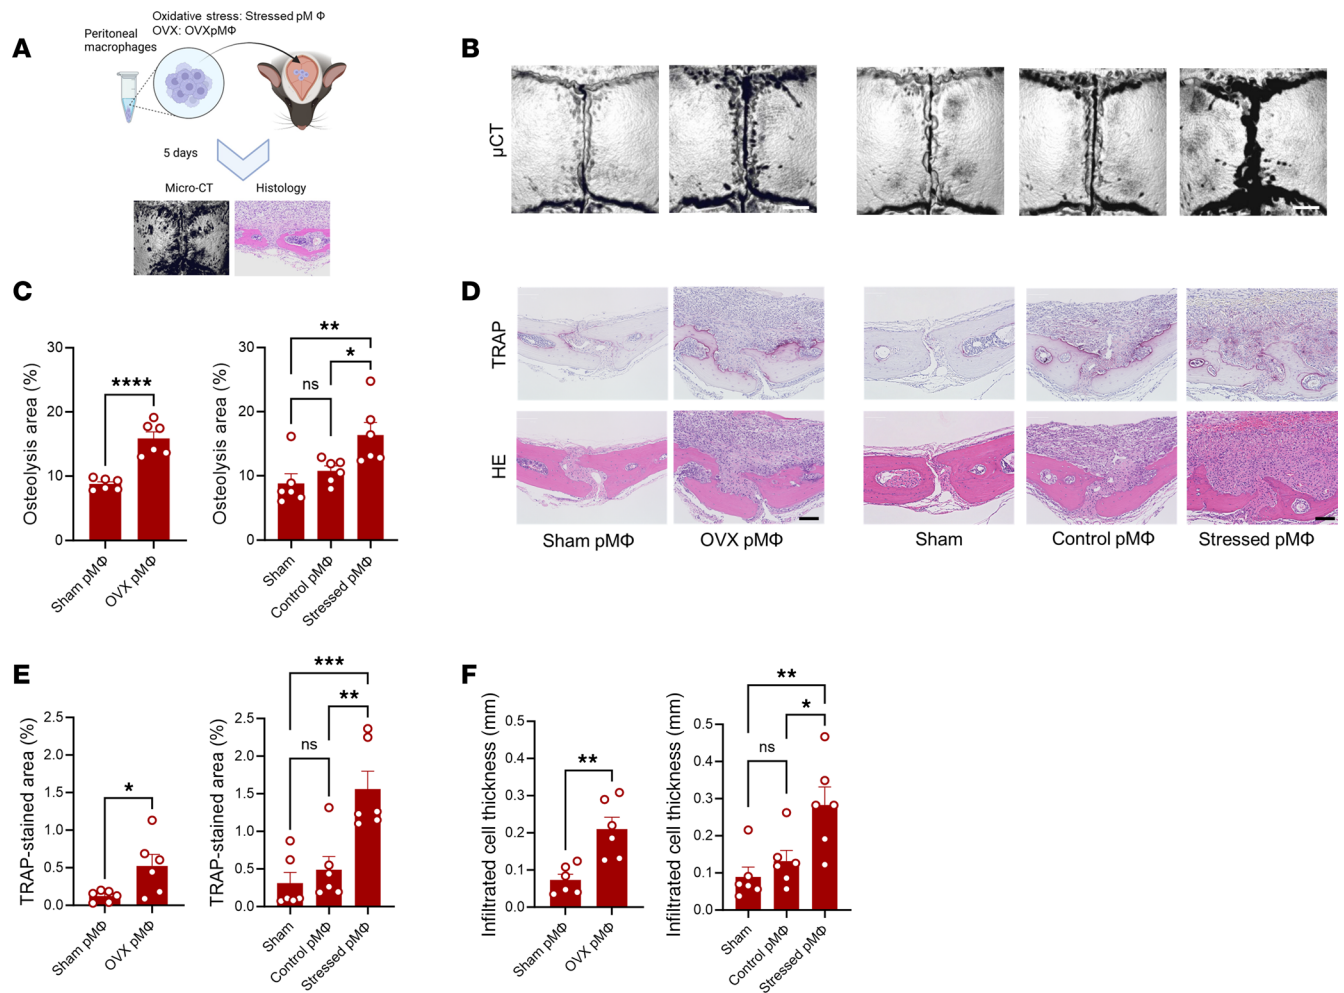 A
Oxidative stress: Stressed pM Φ
OVX: OVXpMΦ
Peritoneal
macrophages
5 days
Micro-CT
Histology
B
μCT
C
Osteolysis area (%)
30
20
10
0
****
Sham pMΦ
OVX pMΦ
Osteolysis area (%)
30
20
10
0
**
*
ns
Sham
Control pMΦ
Stressed pMΦ
D
TRAP
HE
Sham pMΦ
OVX pMΦ
Sham
Control pMΦ
Stressed pMΦ
E
TRAP-stained area (%)
2.5
2.0
1.5
1.0
0.5
0.0
*
Sham pMΦ
OVX pMΦ
TRAP-stained area (%)
2.5
2.0
1.5
1.0
0.5
0.0
***
**
ns
Sham
Control pMΦ
Stressed pMΦ
F
Infiltrated cell thickness (mm)
0.5
0.4
0.3
0.2
0.1
0.0
**
Sham pMΦ
OVX pMΦ
Infiltrated cell thickness (mm)
0.5
0.4
0.3
0.2
0.1
0.0
**
*
ns
Sham
Control pMΦ
Stressed pMΦ